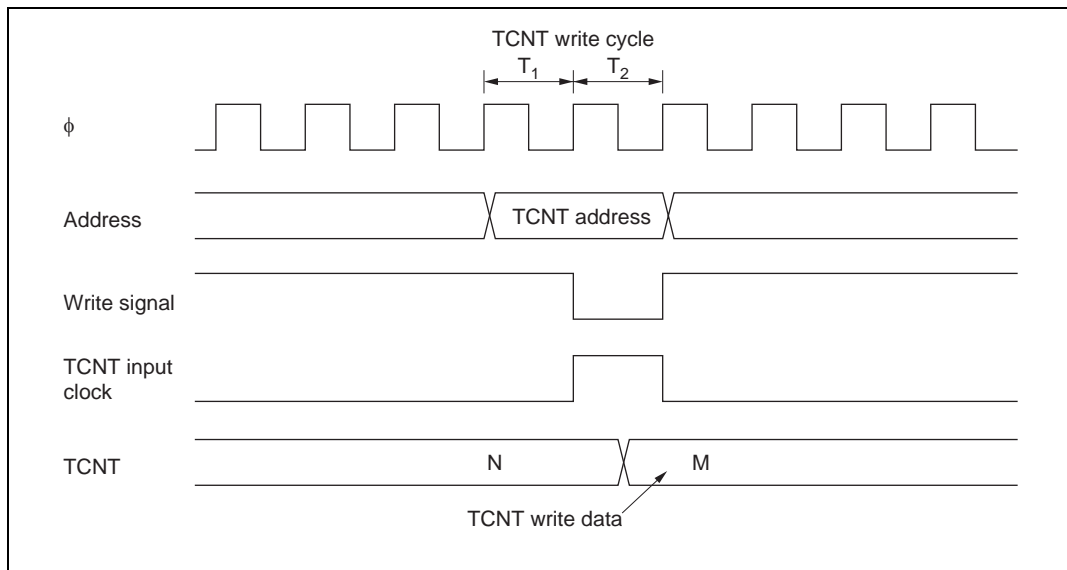 TCNT write cycle
T1 T2
ϕ
Address
TCNT address
Write signal
TCNT input
clock
TCNT
N
M
TCNT write data